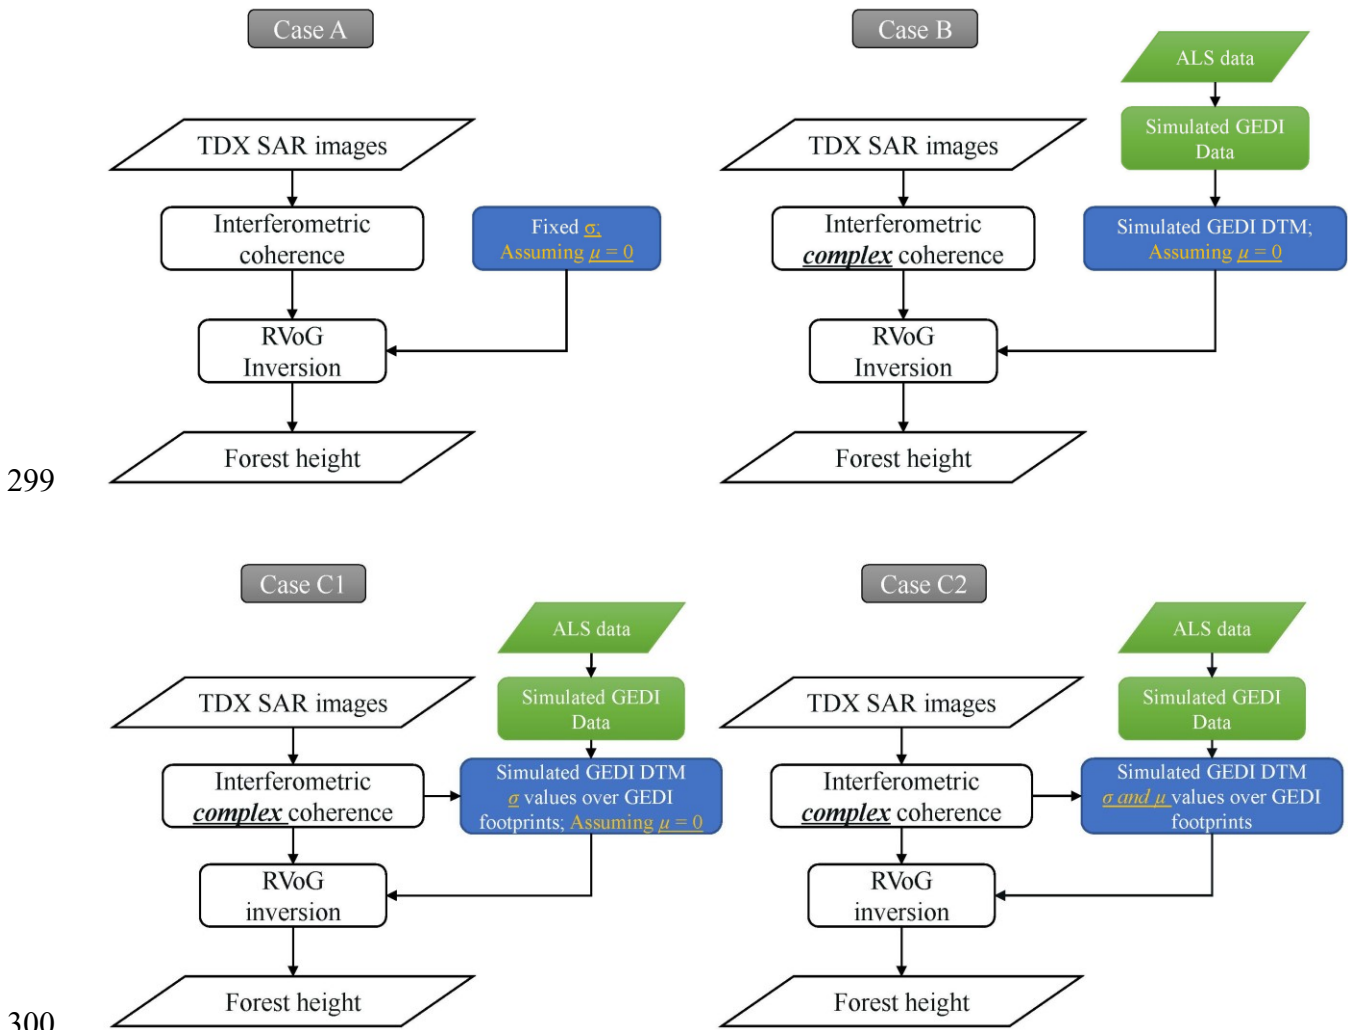 Case A
TDX SAR images
Interferometric
coherence
Fixed σ;
Assuming μ = 0
RVoG
Inversion
Forest height
299
Case B
ALS data
Simulated GEDI
Data
TDX SAR images
Interferometric
complex coherence
Simulated GEDI DTM;
Assuming μ = 0
RVoG
Inversion
Forest height
Case C1
ALS data
Simulated GEDI
Data
TDX SAR images
Interferometric
complex coherence
Simulated GEDI DTM
σ values over GEDI
footprints; Assuming μ = 0
RVoG
inversion
Forest height
300
Case C2
ALS data
Simulated GEDI
Data
TDX SAR images
Interferometric
complex coherence
Simulated GEDI DTM
σ and μ values over GEDI
footprints
RVoG
inversion
Forest height